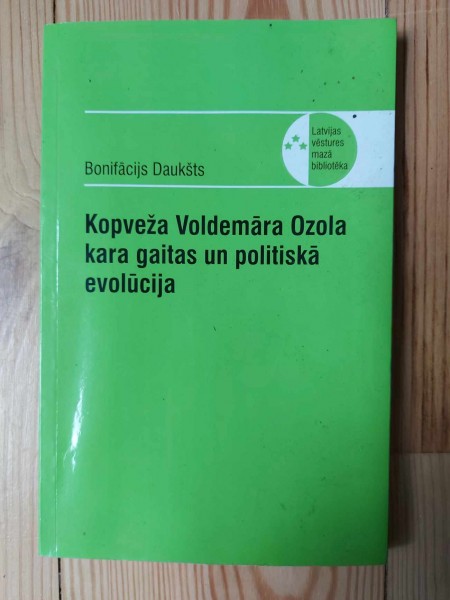 Latvijas
vēstures
mazā
bibliotēka
Bonifācijs Daukšts
Kopveža Voldemāra Ozola
kara gaitas un politiskā
evolūcija